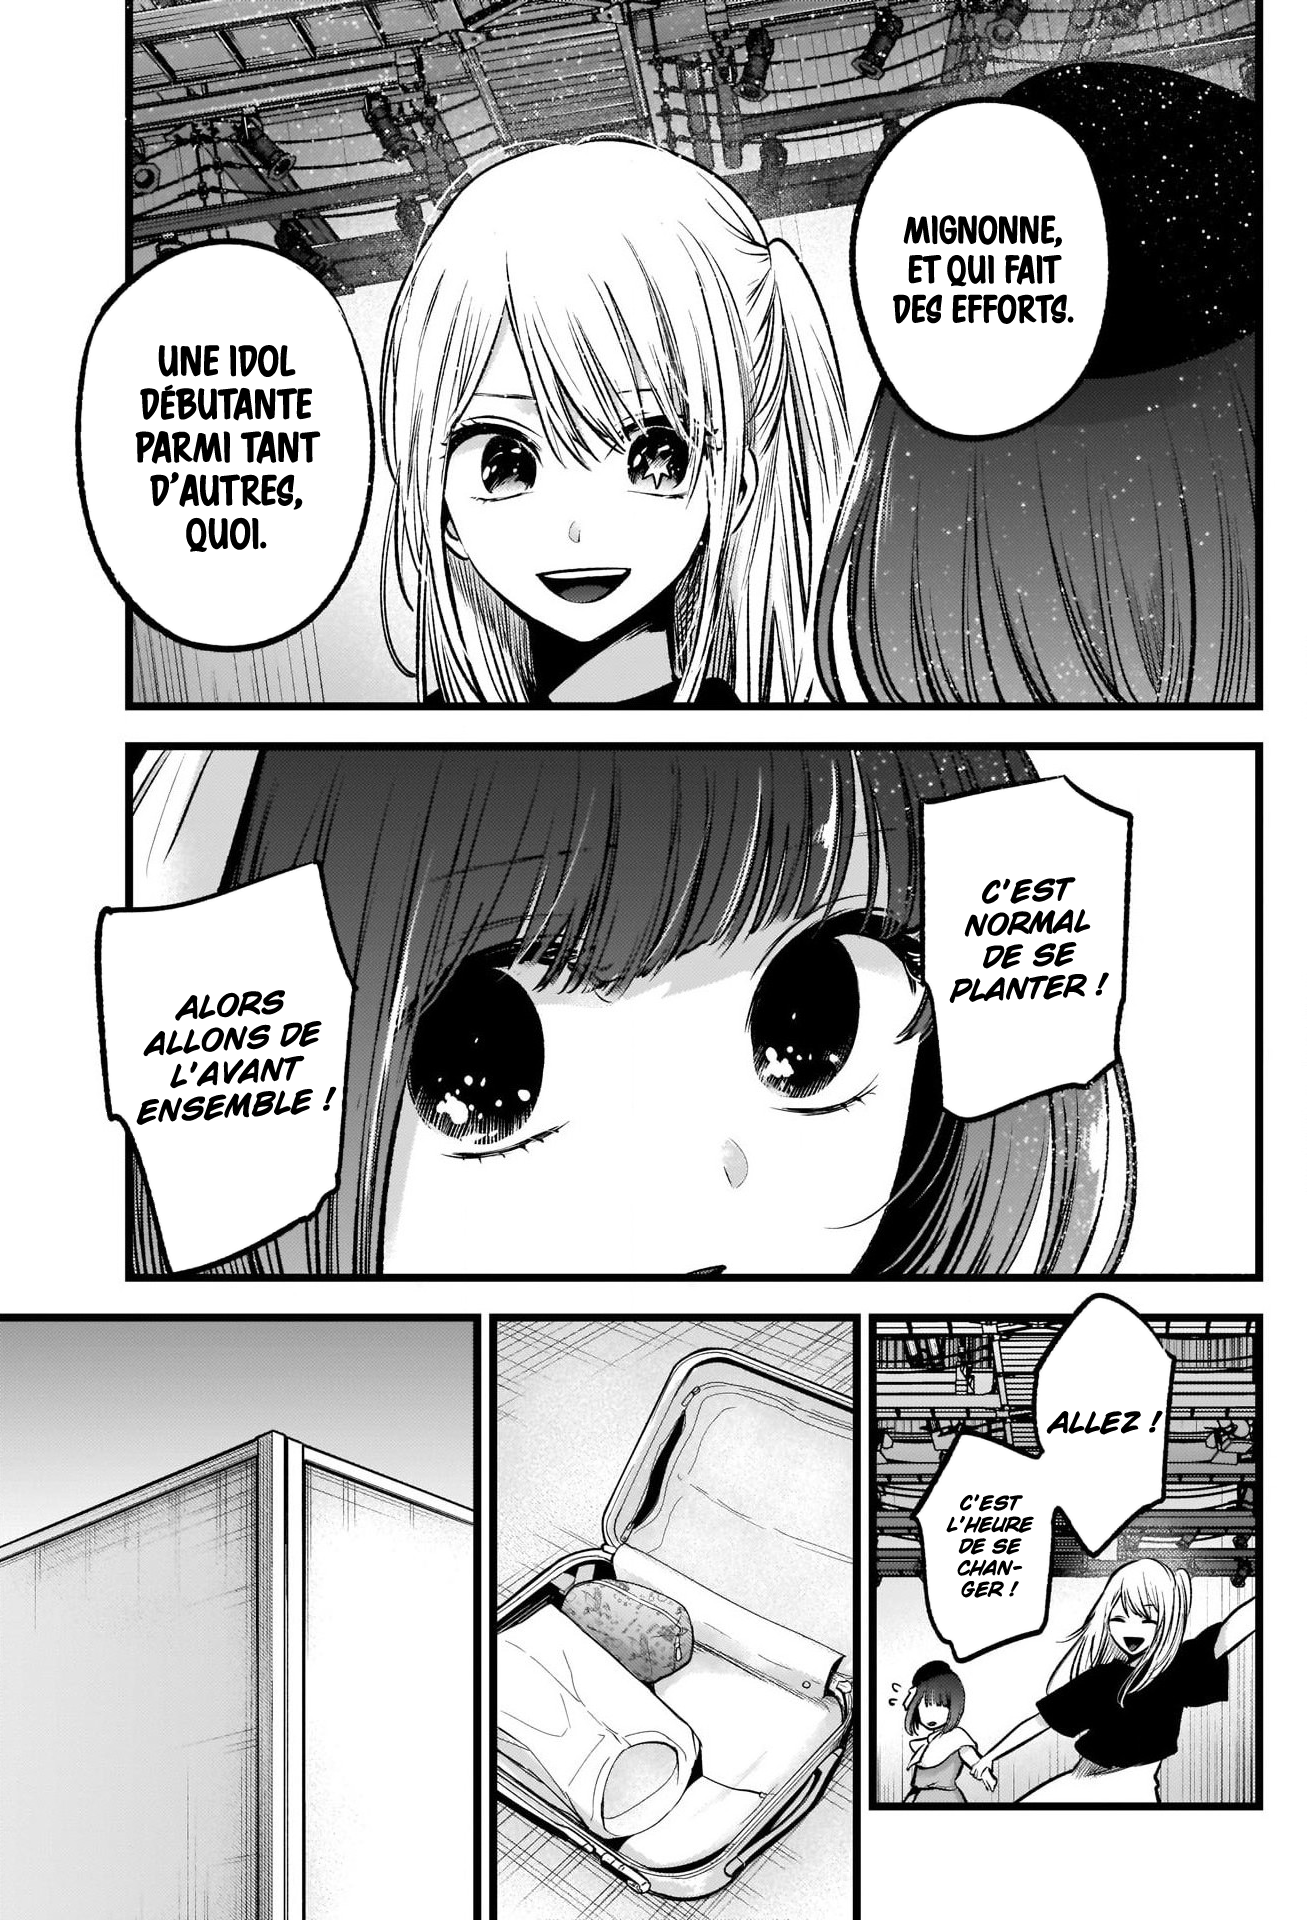 MIGNONNE,
ET QUI FAIT
DES EFFORTS.
UNE IDOL
DÉBUTANTE
PARMI TANT
D'AUTRES,
QUOI.
C'EST
NORMAL
DE SE
PLANTER !
ALORS
ALLONS DE
L'AVANT
ENSEMBLE !
ALLEZ !
C'EST
L'HEURE
DE SE
CHAN-
GER !